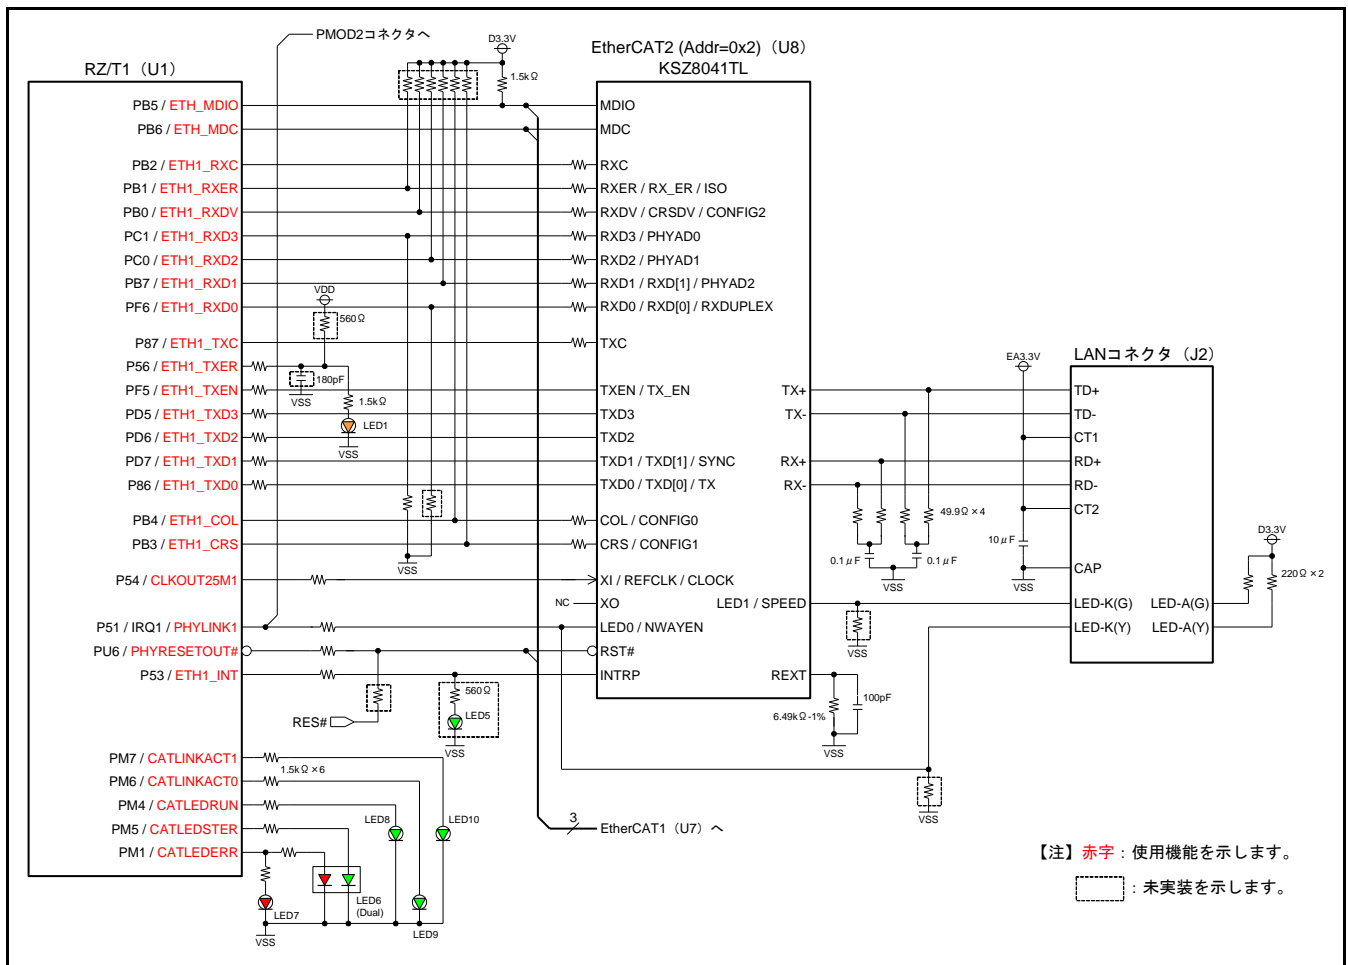 PMOD2コネクタへ
D3.3V
1.5kΩ
RZ/T1（U1）
PB5 / ETH_MDIO
PB6 / ETH_MDC
PB2 / ETH1_RXC
PB1 / ETH1_RXER
PB0 / ETH1_RXDV
PC1 / ETH1_RXD3
PC0 / ETH1_RXD2
PB7 / ETH1_RXD1
PF6 / ETH1_RXD0
P87 / ETH1_TXC
P56 / ETH1_TXER
PF5 / ETH1_TXEN
PD5 / ETH1_TXD3
PD6 / ETH1_TXD2
PD7 / ETH1_TXD1
P86 / ETH1_TXD0
PB4 / ETH1_COL
PB3 / ETH1_CRS
P54 / CLKOUT25M1
P51 / IRQ1 / PHYLINK1
PU6 / PHYRESETOUT#
P53 / ETH1_INT
PM7 / CATLINKACT1
PM6 / CATLINKACT0
PM4 / CATLEDRUN
PM5 / CATLEDSTER
PM1 / CATLEDERR
VDD
560Ω
180pF
VSS
1.5kΩ
LED1
VSS
VSS
NC
RES#
560Ω
LED5
VSS
1.5kΩ×6
LED8
LED10
LED7
LED6
(Dual)
LED9
VSS
3
EtherCAT1（U7）へ
EtherCAT2 (Addr=0x2)（U8）
KSZ8041TL
MDIO
MDC
RXC
RXER / RX_ER / ISO
RXDV / CRSDV / CONFIG2
RXD3 / PHYAD0
RXD2 / PHYAD1
RXD1 / RXD[1] / PHYAD2
RXD0 / RXD[0] / RXDUPLEX
TXC
TXEN / TX_EN
TXD3
TXD2
TXD1 / TXD[1] / SYNC
TXD0 / TXD[0] / TX
COL / CONFIG0
CRS / CONFIG1
XI / REFCLK / CLOCK
XO
LED0 / NWAYEN
RST#
INTRP
TX+
TX-
RX+
RX-
LED1 / SPEED
REXT
49.9Ω×4
0.1μF
0.1μF
VSS
VSS
100pF
6.49kΩ-1%
VSS
VSS
EA3.3V
10μF
VSS
LANコネクタ（J2）
TD+
TD-
CT1
RD+
RD-
CT2
CAP
LED-K(G)
LED-K(Y)
LED-A(G)
LED-A(Y)
D3.3V
220Ω×2
【注】赤字：使用機能を示します。
：未実装を示します。